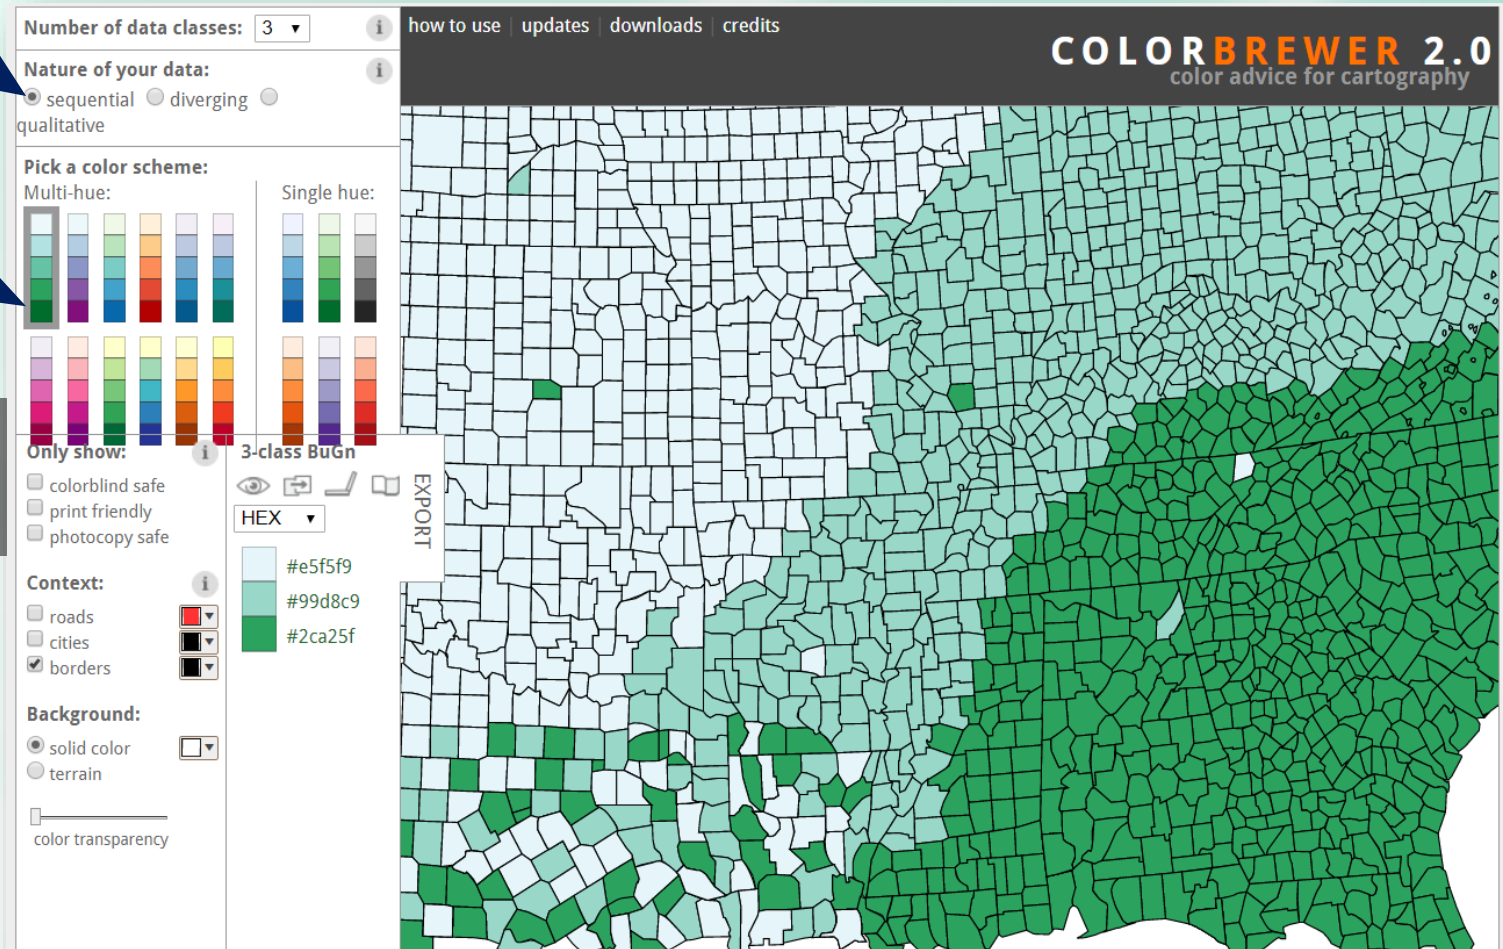 Number of data classes: 3
how to use | updates | downloads | credits
COLORBREWER 2.0
color advice for cartography
Nature of your data:
sequential diverging
qualitative
Pick a color scheme:
Multi-hue: Single hue:
Only show:
colorblind safe
print friendly
photocopy safe
Context:
roads
cities
borders
Background:
solid color
terrain
color transparency
3-class BuGn
EXPORT
HEX
#e5f5f9
#99d8c9
#2ca25f